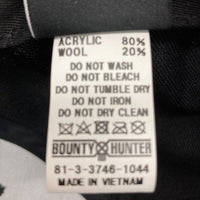 ACRYLIC 80%
WOOL 20%
DO NOT WASH
DO NOT BLEACH
DO NOT TUMBLE DRY
DO NOT IRON
DO NOT DRY CLEAN
BOUNTY HUNTER
81-3-3746-1044
MADE IN VIETNAM